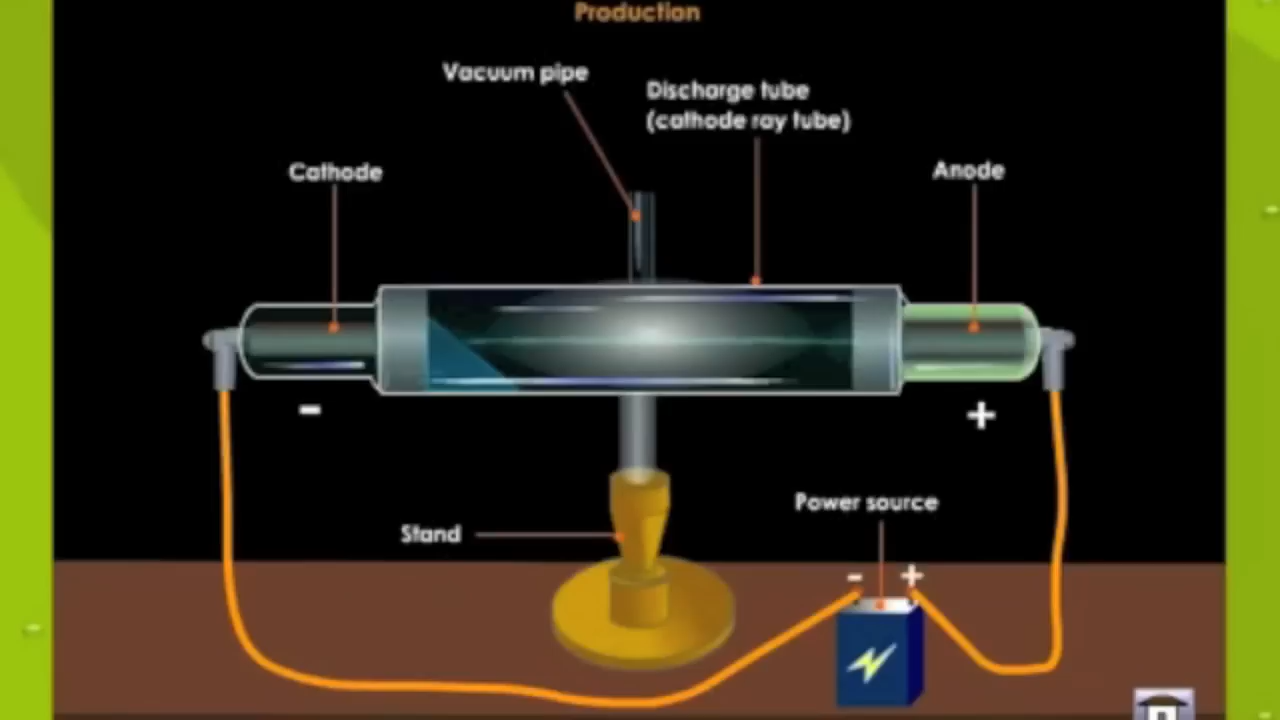 Production
Vacuum pipe
Discharge tube
(cathode ray tube)
Cathode
Anode
-
+
Power source
Stand
- +